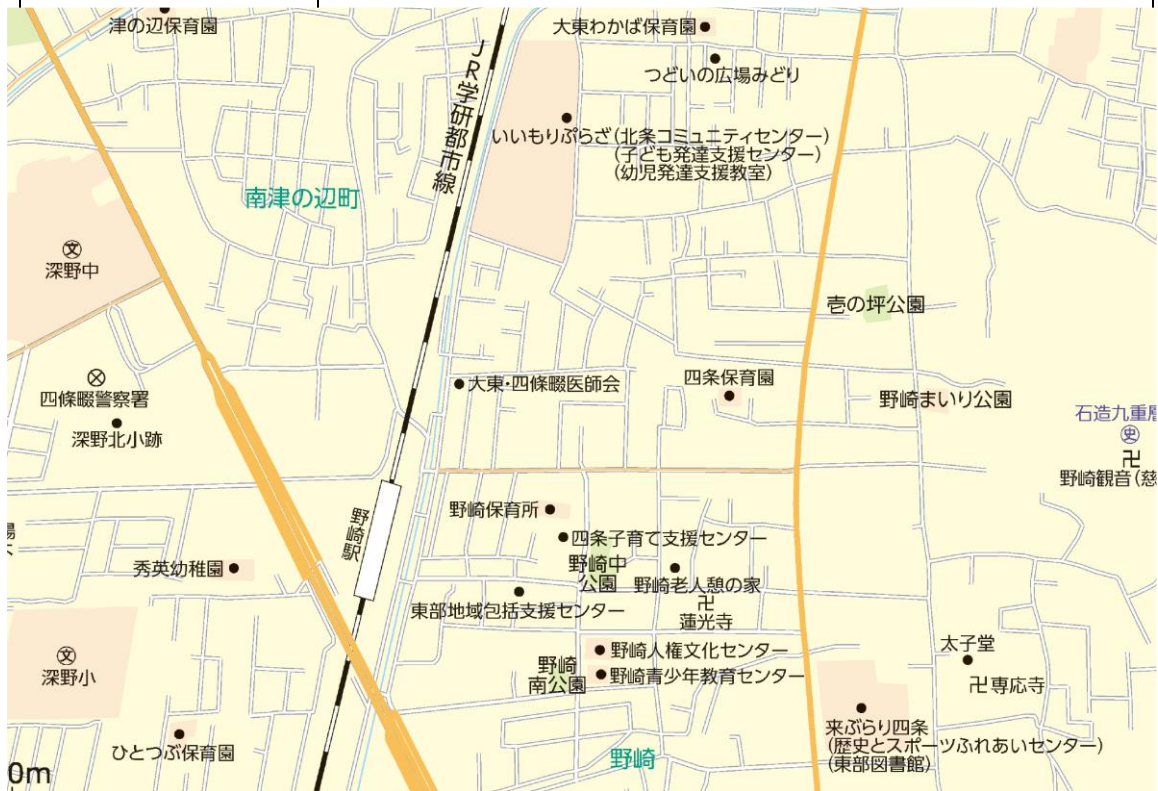 津の辺保育園
大東わかば保育園
つどいの広場みどり
JR学研都市線
いいもりぷらざ(北条コミュニティセンター)
(子ども発達支援センター)
(幼児発達支援教室)
南津の辺町
文
深野中
壱の坪公園
四條畷警察署
深野北小跡
大東・四條畷医師会
四条保育園
野崎まいり公園
石造九重層
史
卍
野崎観音(慈
野崎駅
野崎保育所
四条子育て支援センター
野崎中
公園
秀英幼稚園
野崎老人憩の家
東部地域包括支援センター
卍
蓮光寺
文
深野小
野崎人権文化センター
野崎
南公園
野崎青少年教育センター
太子堂
卍専応寺
来ぶらり四条
(歴史とスポーツふれあいセンター)
(東部図書館)
ひとつぶ保育園
野崎
0m